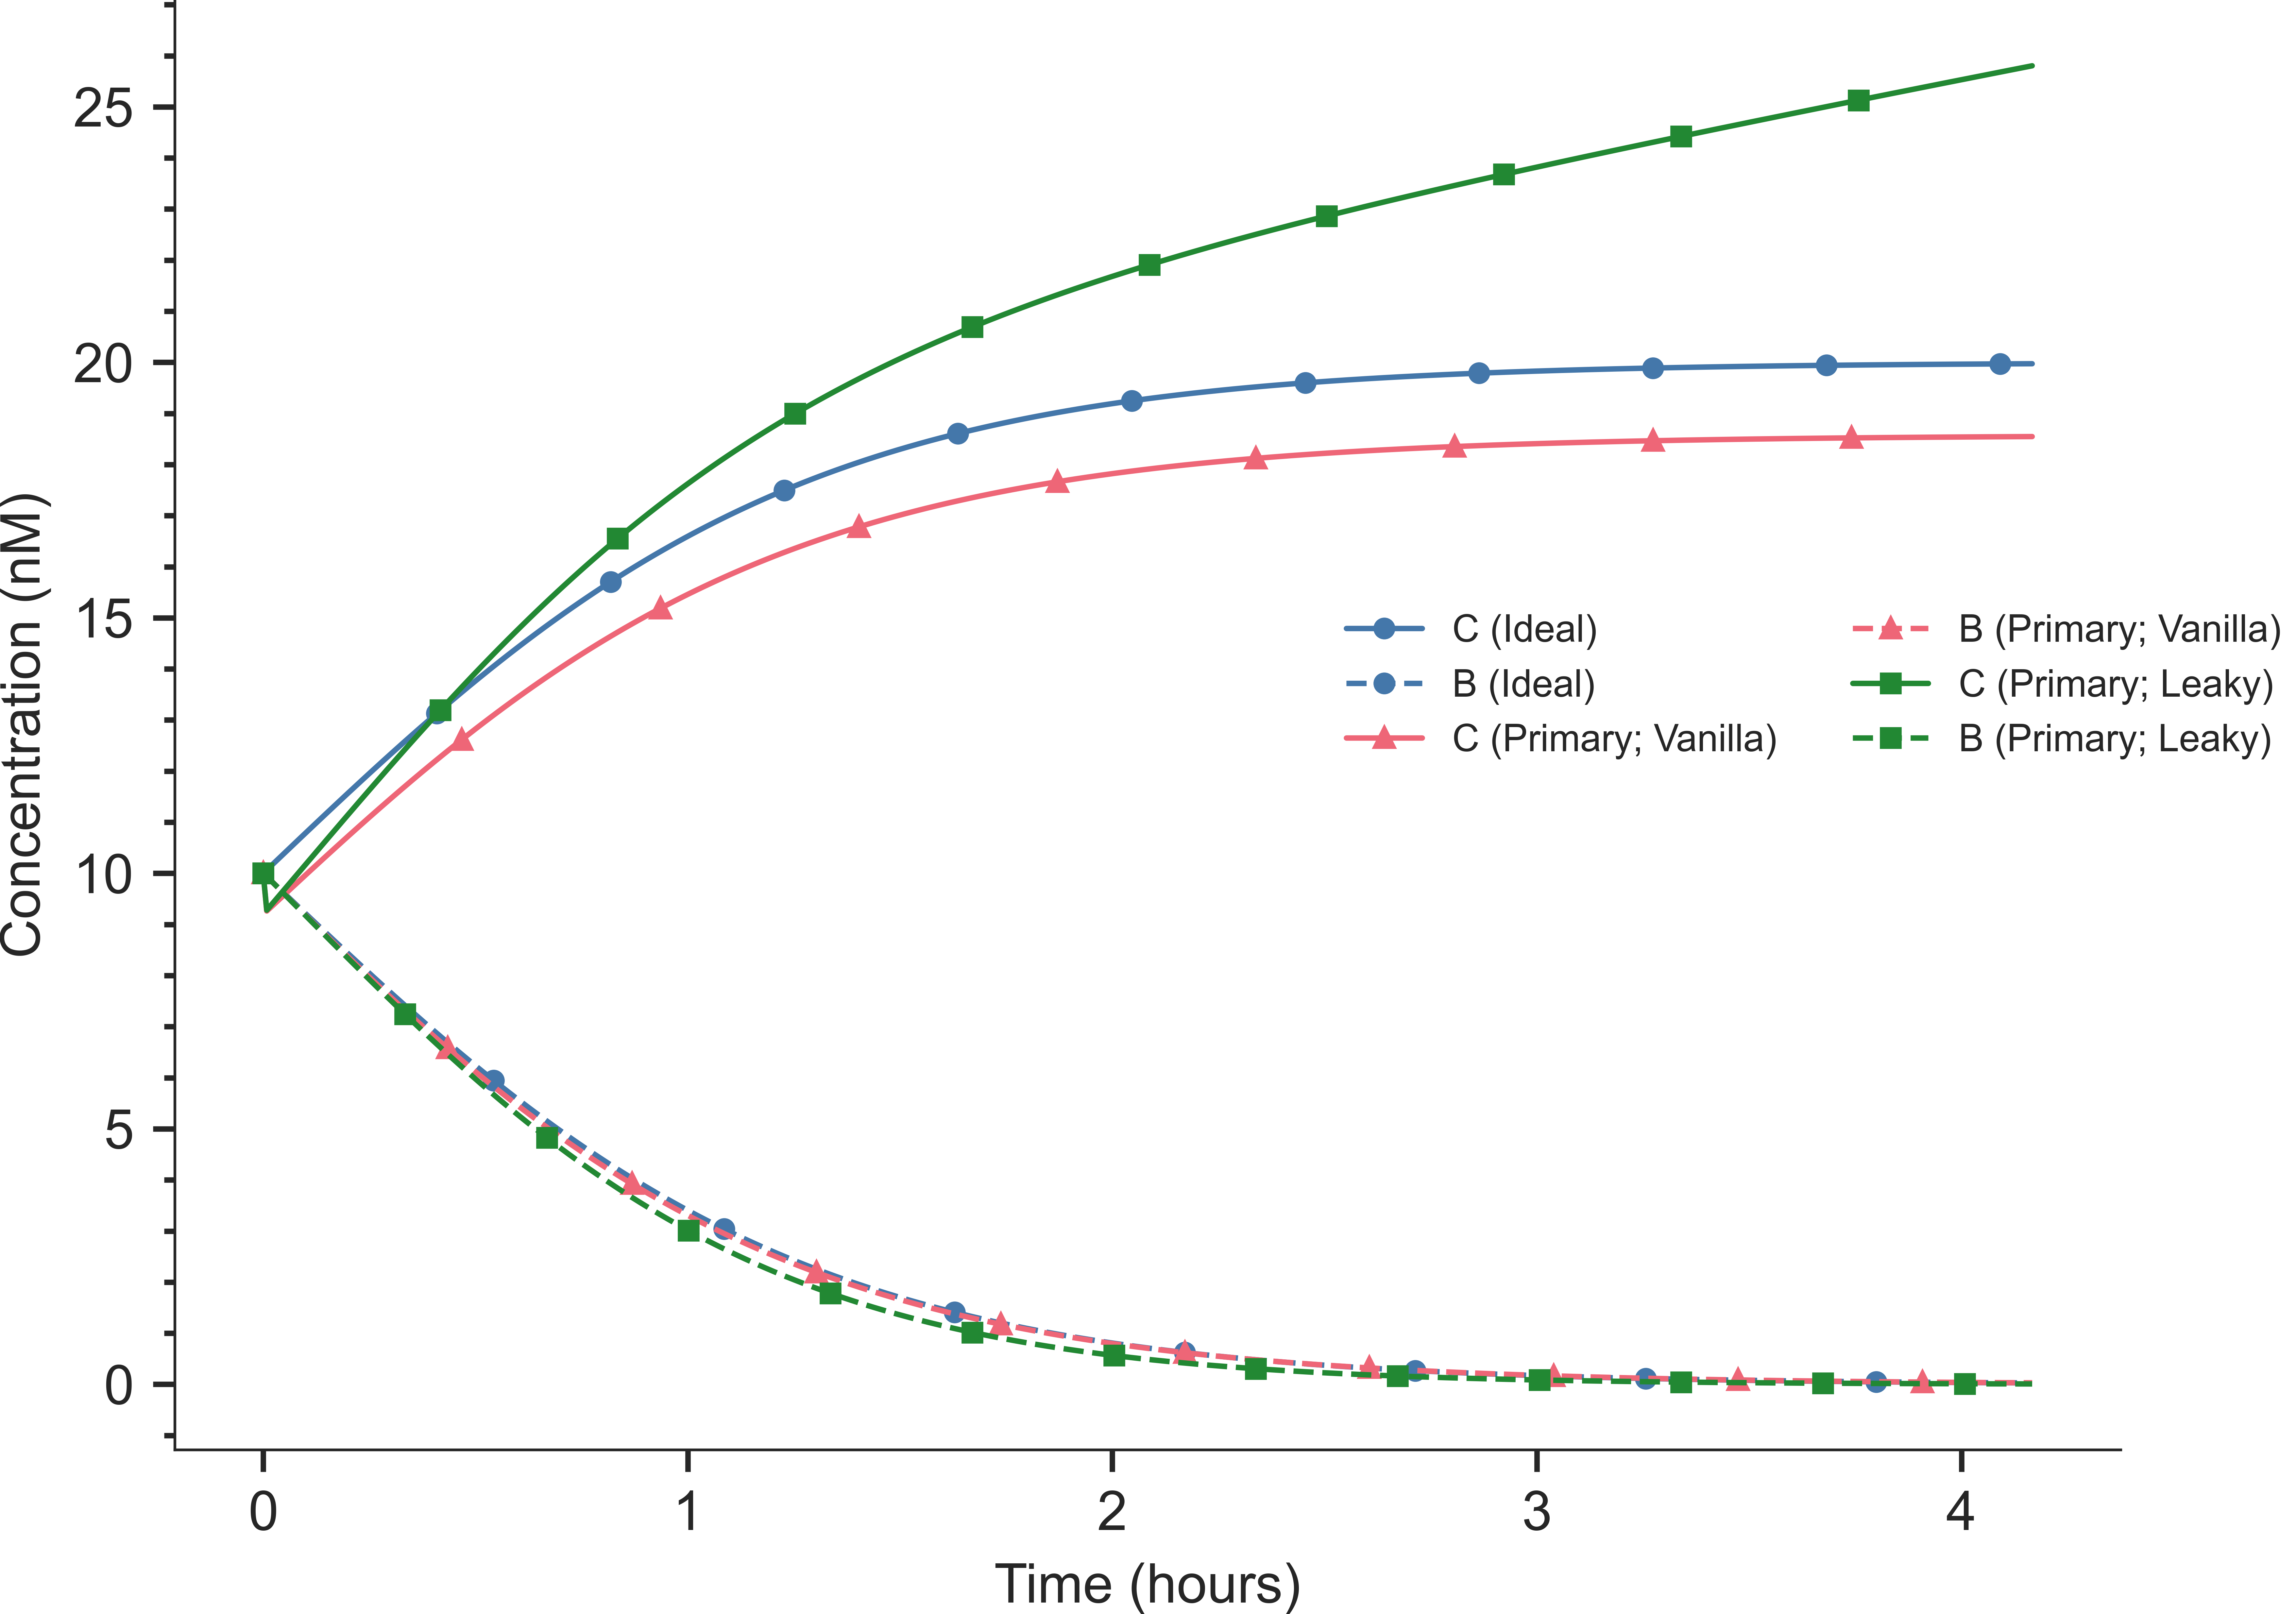 Concentration (nM)
25
20
15
10
5
0
C (Ideal)
B (Ideal)
C (Primary; Vanilla)
B (Primary; Vanilla)
C (Primary; Leaky)
B (Primary; Leaky)
0 1 2 3 4
Time (hours)